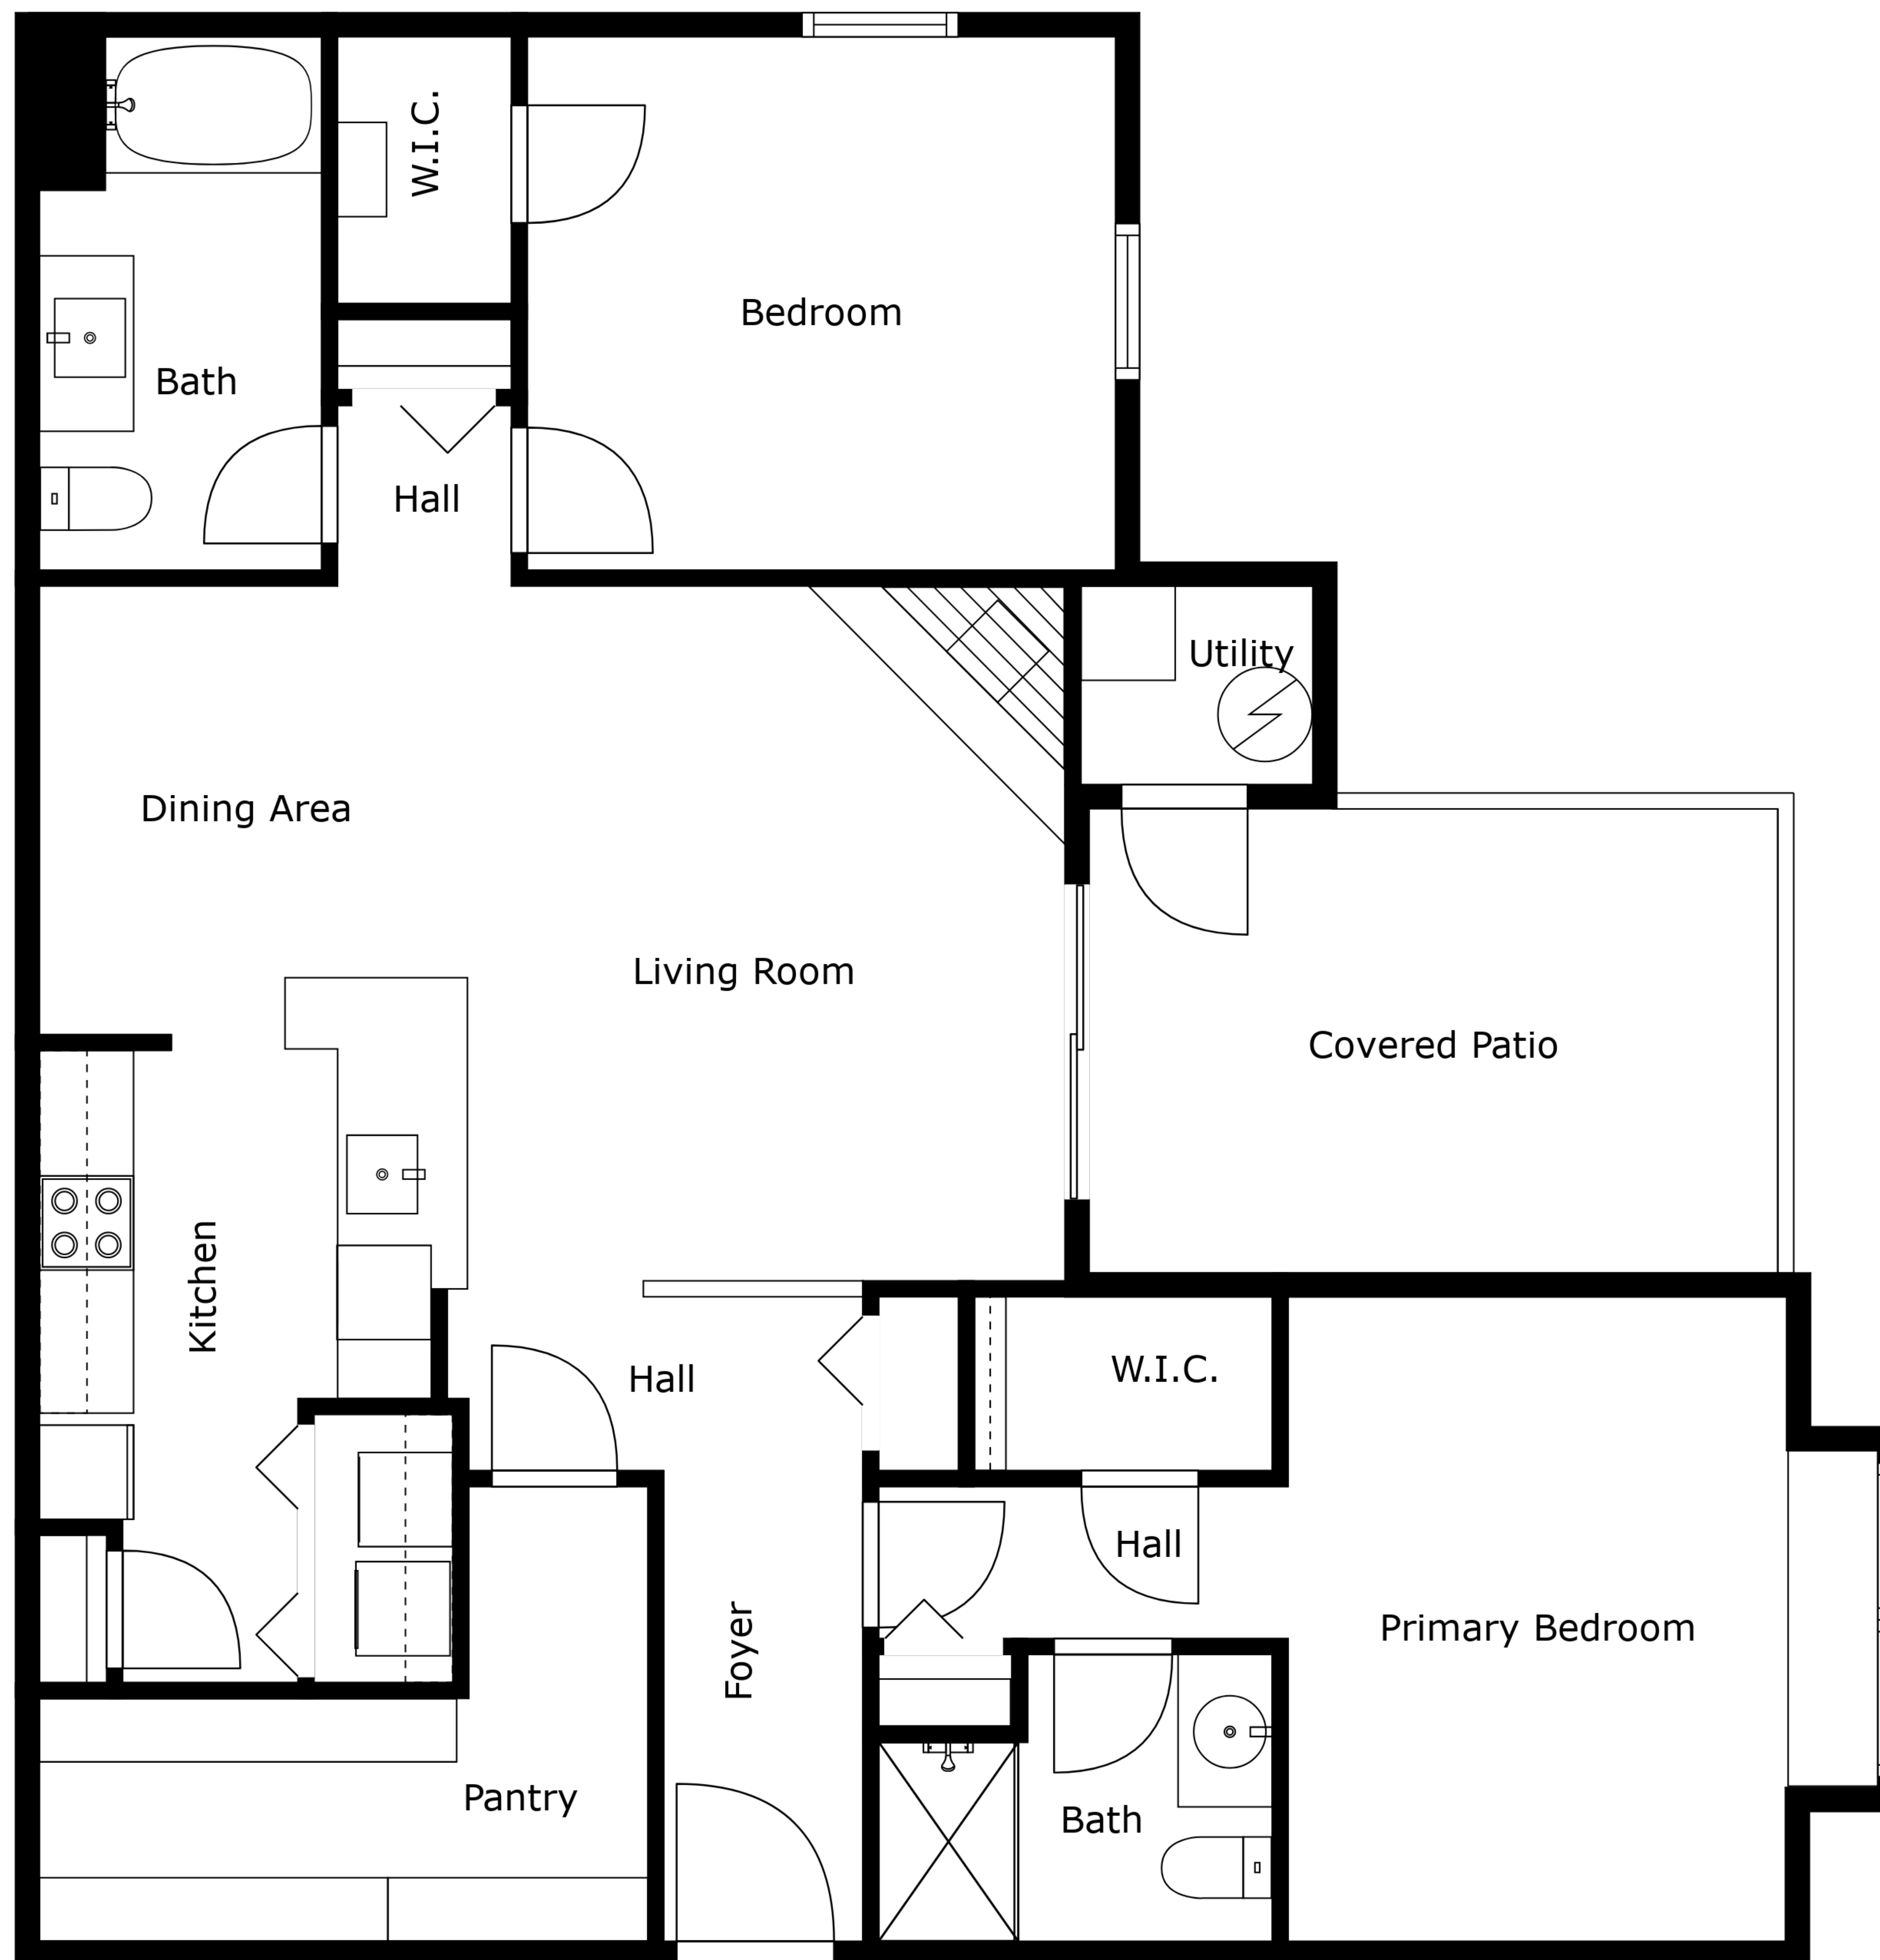 W.I.C.
Bedroom
Bath
Hall
Utility
Dining Area
Living Room
Covered Patio
Kitchen
Hall
W.I.C.
Hall
Foyer
Primary Bedroom
Pantry
Bath